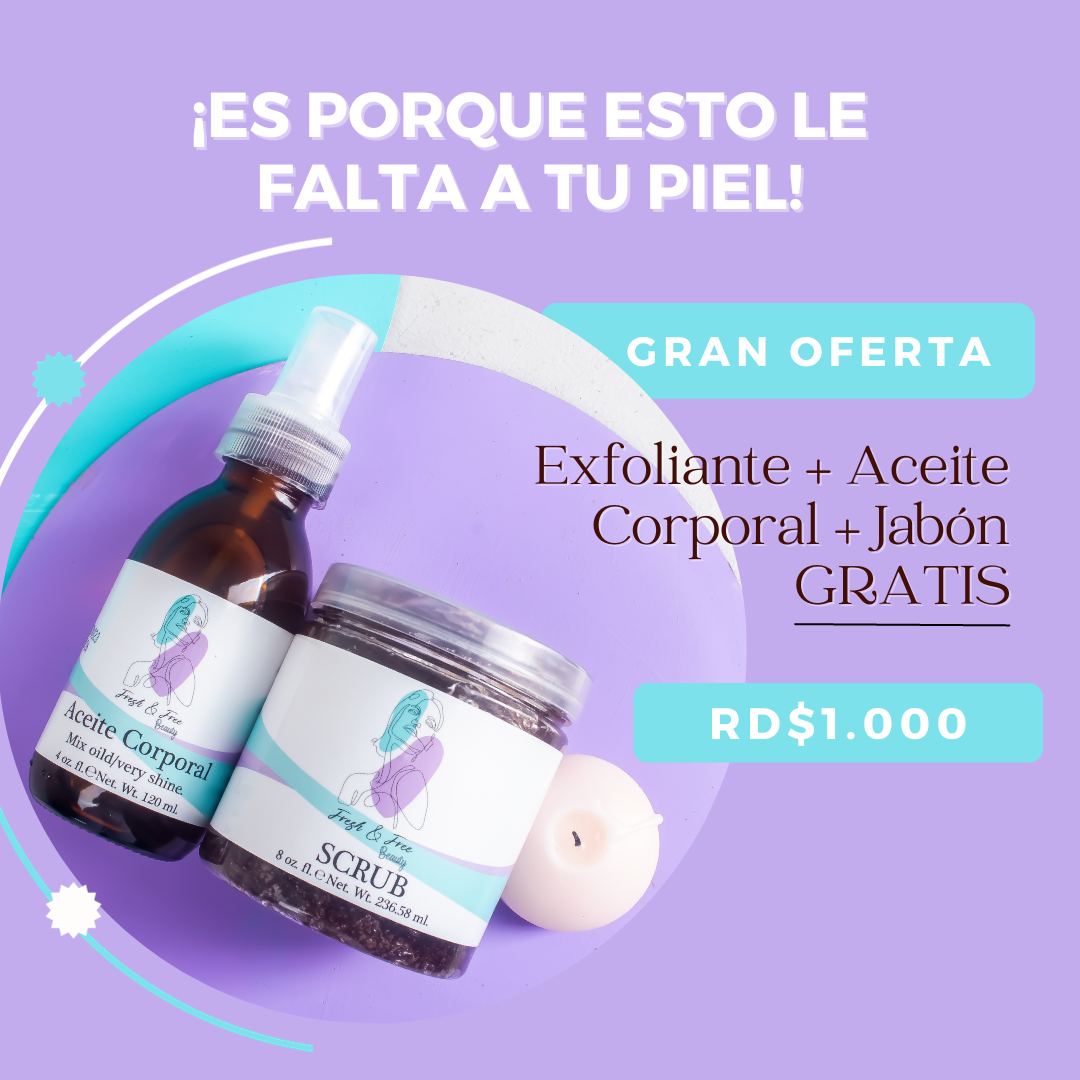 ¡ES PORQUE ESTO LE
FALTA A TU PIEL!
GRAN OFERTA
Exfoliante + Aceite
Corporal + Jabón
GRATIS
RD$1.000
Fresh & Free
Beauty
Aceite Corporal
Mix oild/very shine.
4 oz. fl. ℮ Net. Wt. 120 ml.
Fresh & Free
Beauty
SCRUB
8 oz. fl. ℮ Net. Wt. 236.58 ml.